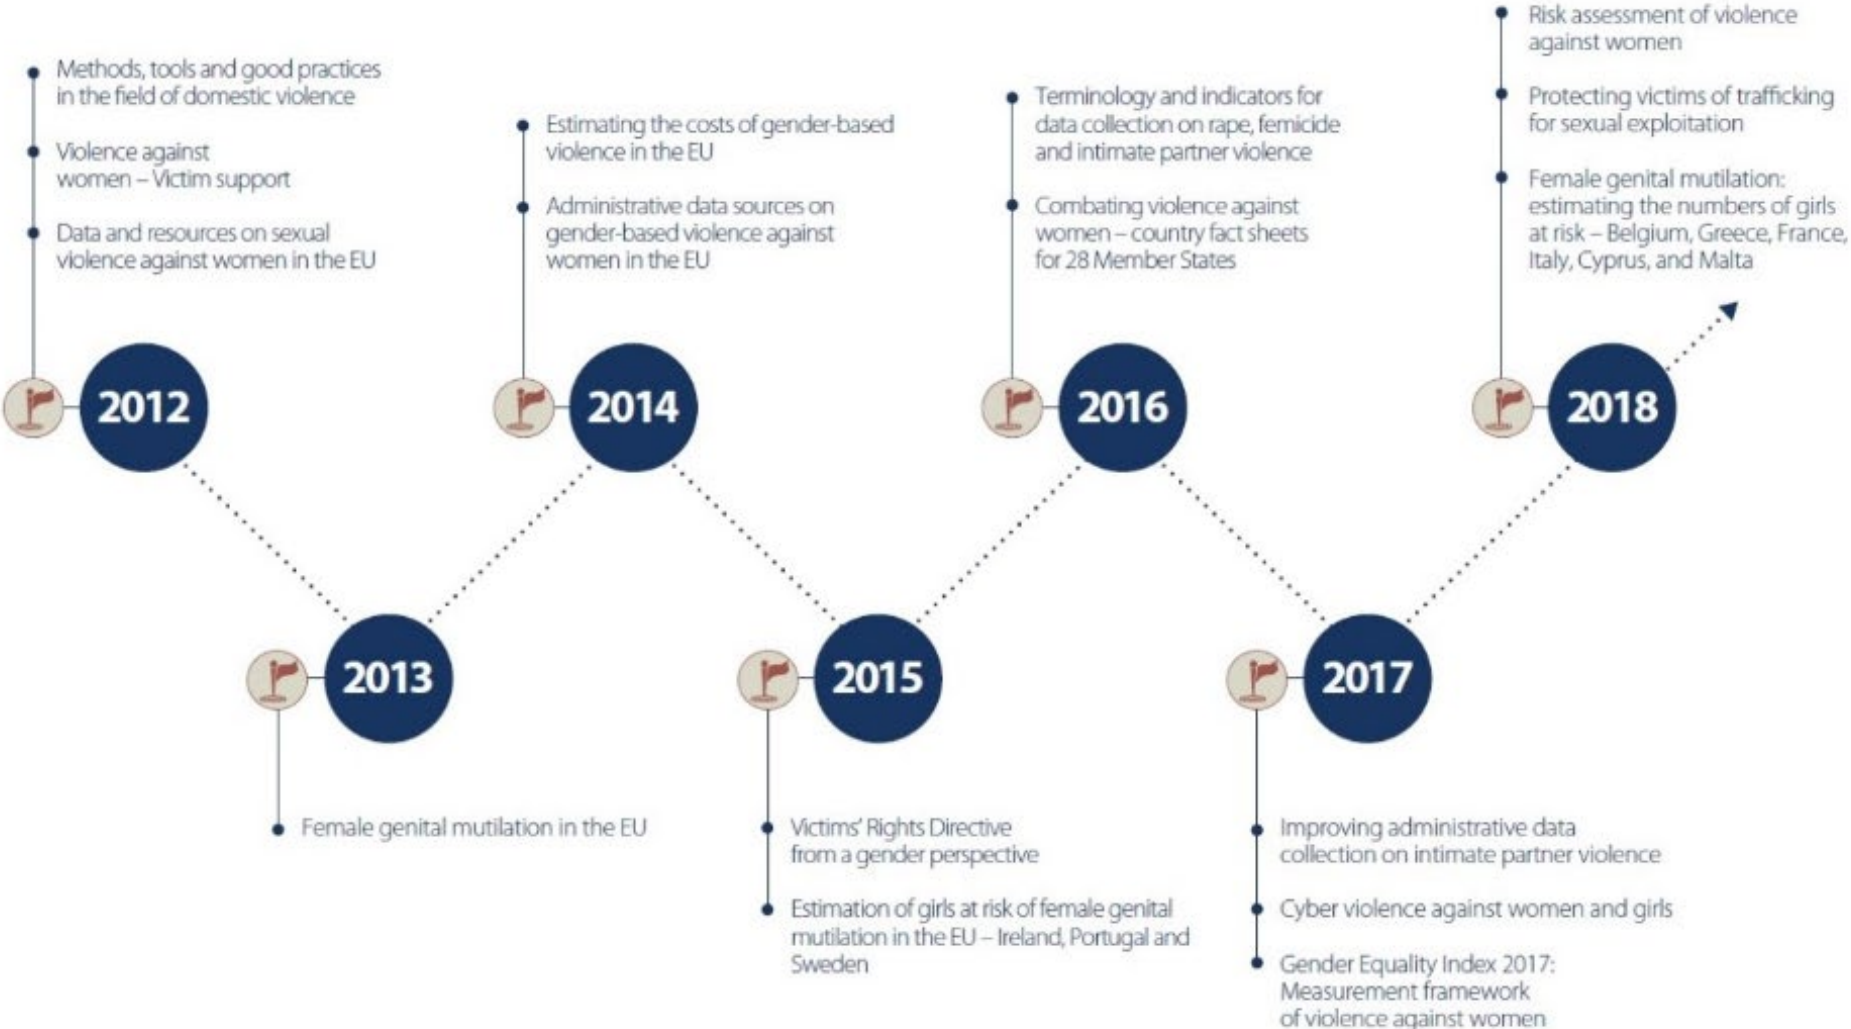 Methods, tools and good practices
in the field of domestic violence
Violence against
women – Victim support
Data and resources on sexual
violence against women in the EU
2012
Female genital mutilation in the EU
2013
Estimating the costs of gender-based
violence in the EU
Administrative data sources on
gender-based violence against
women in the EU
2014
2015
Victims' Rights Directive
from a gender perspective
Estimation of girls at risk of female genital
mutilation in the EU – Ireland, Portugal and
Sweden
Terminology and indicators for
data collection on rape, femicide
and intimate partner violence
Combating violence against
women – country fact sheets
for 28 Member States
2016
2017
Improving administrative data
collection on intimate partner violence
Cyber violence against women and girls
Gender Equality Index 2017:
Measurement framework
of violence against women
Risk assessment of violence
against women
Protecting victims of trafficking
for sexual exploitation
Female genital mutilation:
estimating the numbers of girls
at risk – Belgium, Greece, France,
Italy, Cyprus, and Malta
2018